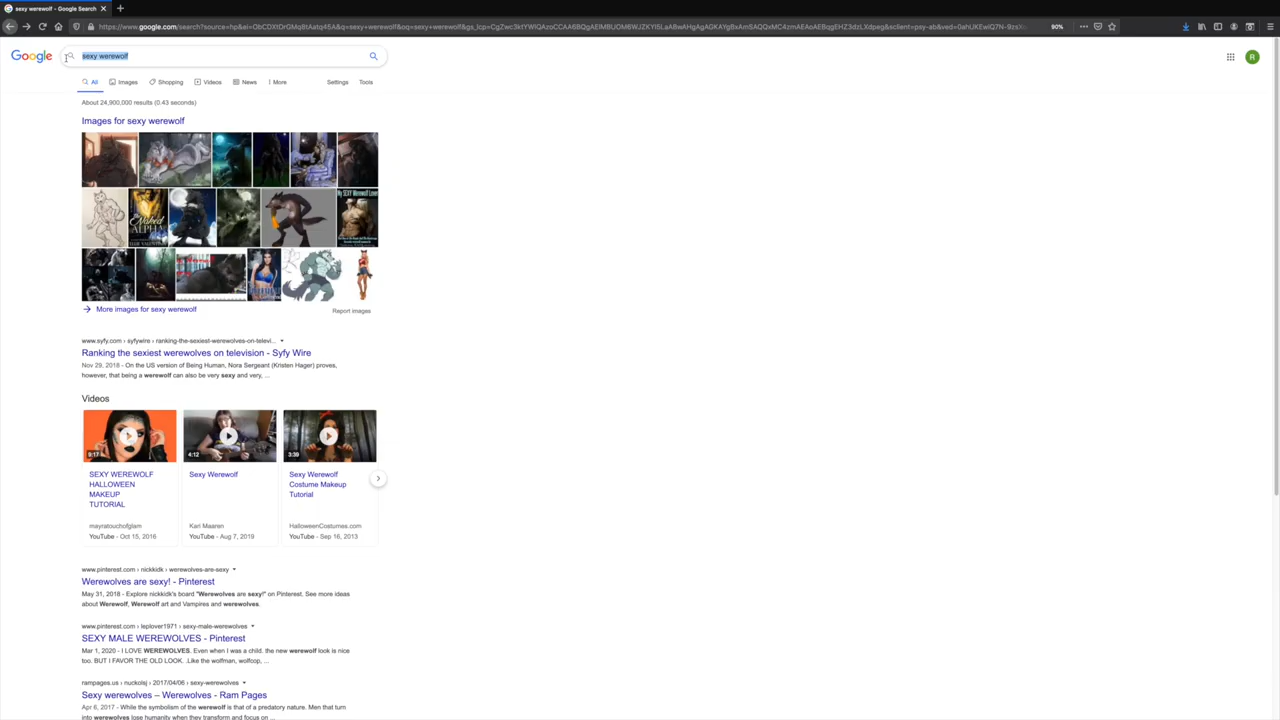 sexy werewolf - Google Search
90%
Google
sexy werewolf
R
All
Images
Shopping
Videos
News
More
Settings
Tools
About 24,900,000 results (0.43 seconds)
Images for sexy werewolf
More images for sexy werewolf
Report images
www.syfy.com › syfywire › ranking-the-sexiest-werewolves-on-televi...
Ranking the sexiest werewolves on television - Syfy Wire
Nov 29, 2018 - On the US version of Being Human, Nora Sergeant (Kristen Hager) proves,
however, that being a werewolf can also be very sexy and very, ...
Videos
9:17
4:12
3:39
SEXY WEREWOLF
HALLOWEEN
MAKEUP
TUTORIAL
mayratouchofglam
YouTube - Oct 15, 2016
Sexy Werewolf
Kari Maaren
YouTube - Aug 7, 2019
Sexy Werewolf
Costume Makeup
Tutorial
HalloweenCostumes.com
YouTube - Sep 16, 2013
www.pinterest.com › nickkidk › werewolves-are-sexy
Werewolves are sexy! - Pinterest
May 31, 2018 - Explore nickkidk's board "Werewolves are sexy!" on Pinterest. See more ideas
about Werewolf, Werewolf art and Vampires and werewolves.
www.pinterest.com › leplover1971 › sexy-male-werewolves
SEXY MALE WEREWOLVES - Pinterest
Mar 1, 2020 - I LOVE WEREWOLVES. Even when I was a child. the new werewolf look is nice
too. BUT I FAVOR THE OLD LOOK. .Like the wolfman, wolfcop, ...
rampages.us › nuckolsj › 2017/04/06 › sexy-werewolves
Sexy werewolves – Werewolves - Ram Pages
Apr 6, 2017 - While the symbolism of the werewolf is that of a predatory nature. Men that turn
into werewolves lose humanity when they transform and focus on ...